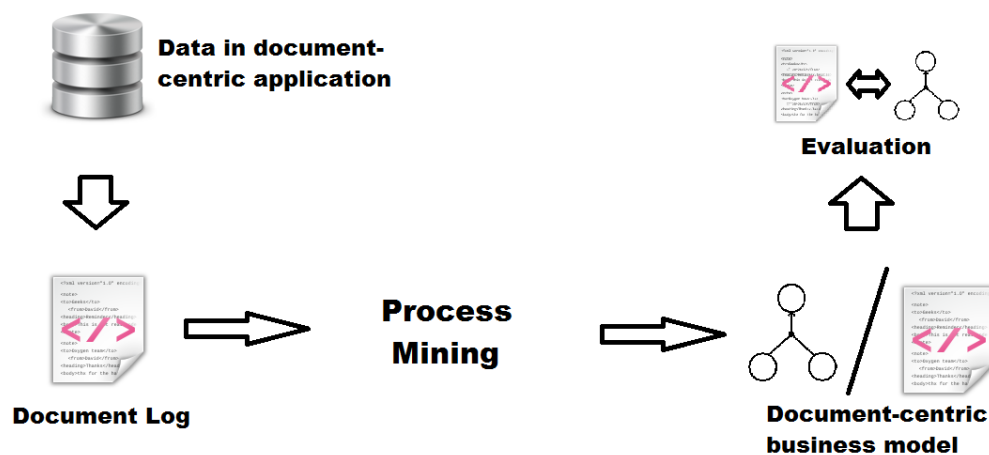 Data in document-
centric application
Evaluation
</>
Process
Mining
</>
</>
Document Log
Document-centric
business model